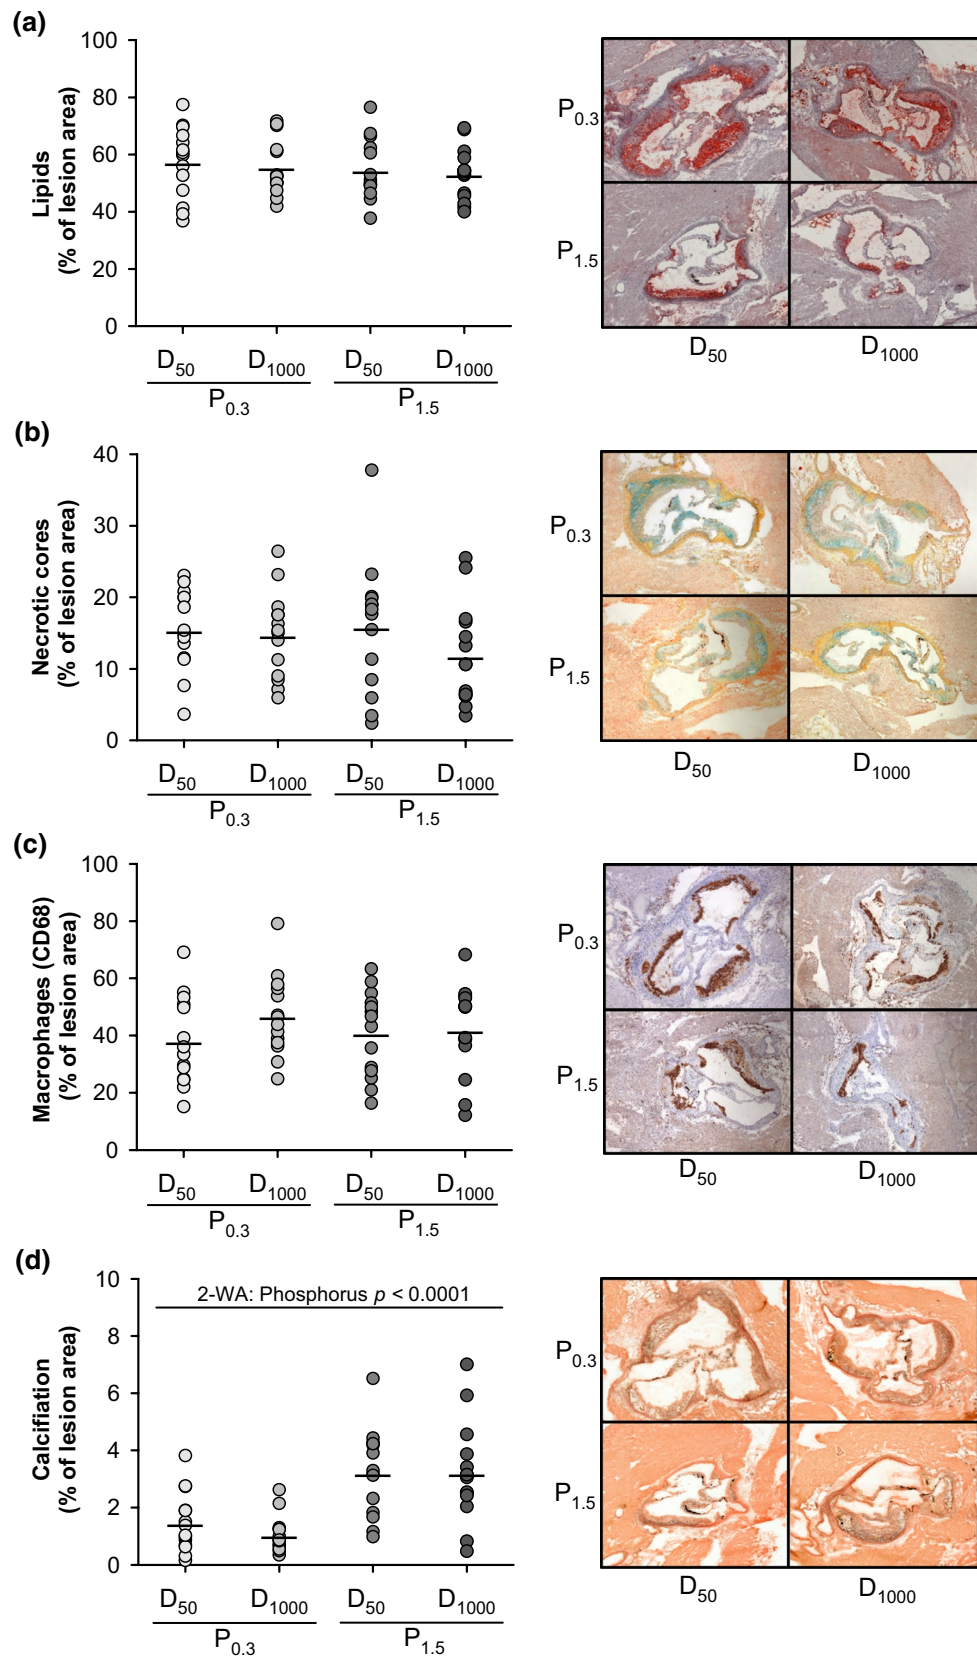 (a)
Lipids
(% of lesion area)
100
80
60
40
20
0
D50 D1000 D50 D1000
P0.3 P1.5
P0.3
P1.5
D50 D1000
(b)
Necrotic cores
(% of lesion area)
40
30
20
10
0
D50 D1000 D50 D1000
P0.3 P1.5
P0.3
P1.5
D50 D1000
(c)
Macrophages (CD68)
(% of lesion area)
100
80
60
40
20
0
D50 D1000 D50 D1000
P0.3 P1.5
P0.3
P1.5
D50 D1000
(d)
Calcifiation
(% of lesion area)
2-WA: Phosphorus p < 0.0001
10
8
6
4
2
0
D50 D1000 D50 D1000
P0.3 P1.5
P0.3
P1.5
D50 D1000